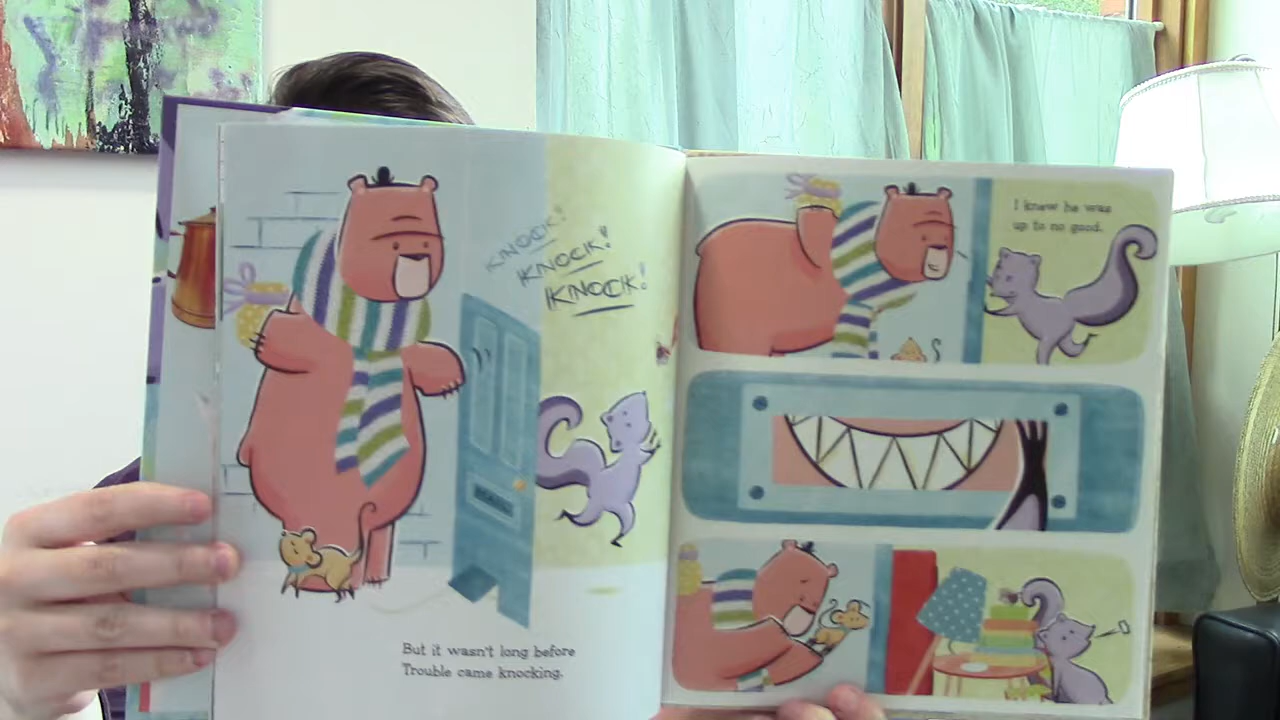 KNOCK!
KNOCK!
KNOCK!
But it wasn't long before
Trouble came knocking.
I knew he was
up to no good.